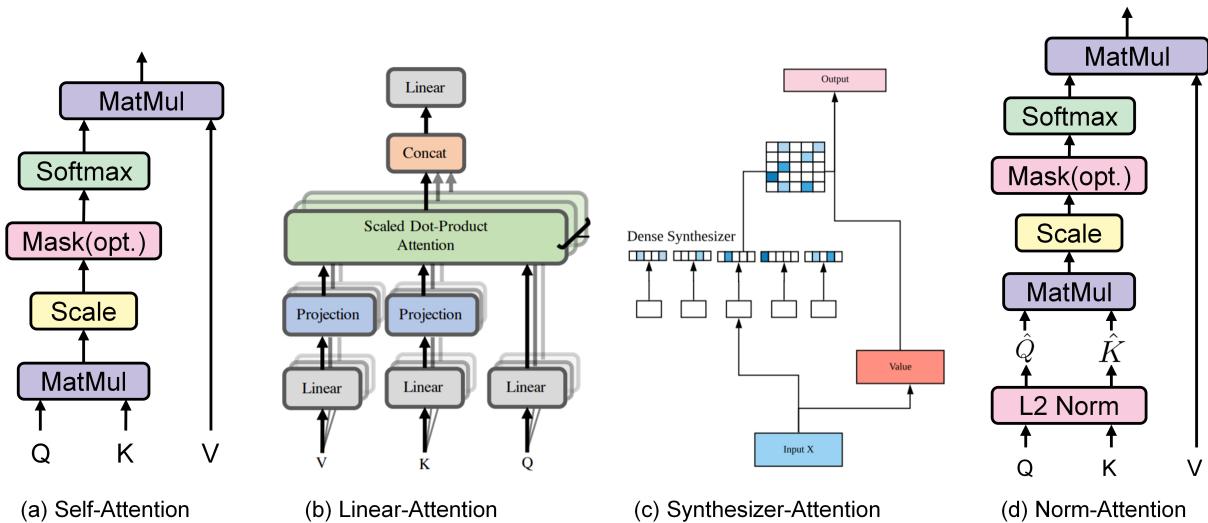 MatMul
Softmax
Mask(opt.)
Scale
MatMul
Q K V
(a) Self-Attention
Linear
Concat
Scaled Dot-Product
Attention
Projection Projection
Linear Linear Linear
V K Q
(b) Linear-Attention
Output
Dense Synthesizer
Value
Input X
(c) Synthesizer-Attention
MatMul
Softmax
Mask(opt.)
Scale
MatMul
Q̂ K̂
L2 Norm
Q K V
(d) Norm-Attention